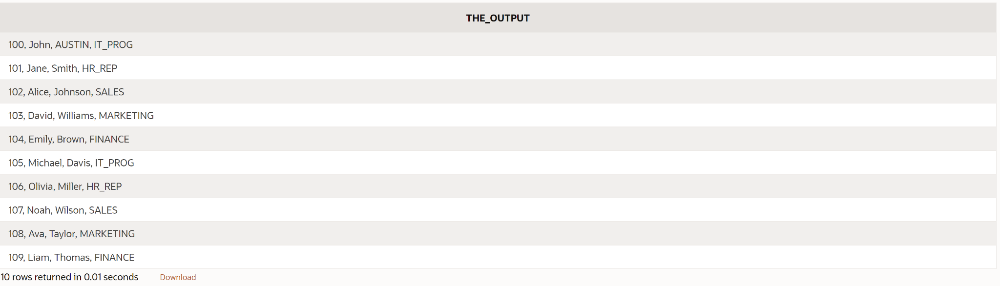 THE_OUTPUT
100, John, AUSTIN, IT_PROG
101, Jane, Smith, HR_REP
102, Alice, Johnson, SALES
103, David, Williams, MARKETING
104, Emily, Brown, FINANCE
105, Michael, Davis, IT_PROG
106, Olivia, Miller, HR_REP
107, Noah, Wilson, SALES
108, Ava, Taylor, MARKETING
109, Liam, Thomas, FINANCE
10 rows returned in 0.01 seconds Download